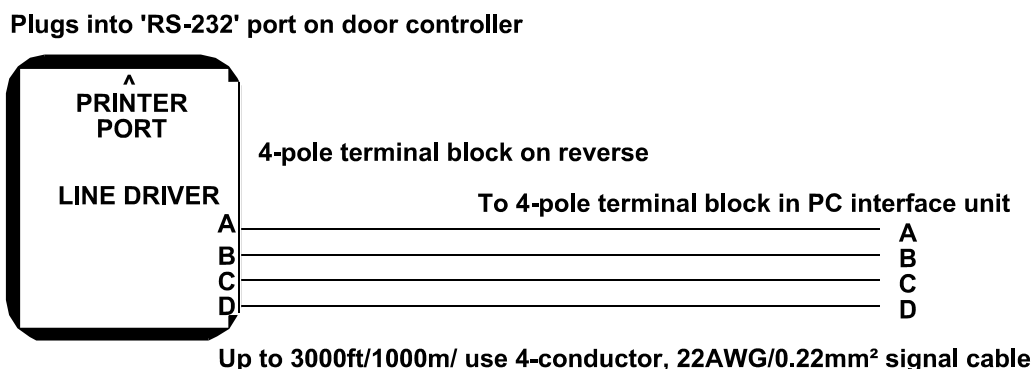 Plugs into 'RS-232' port on door controller
^
PRINTER
PORT
4-pole terminal block on reverse
LINE DRIVER
To 4-pole terminal block in PC interface unit
A A
B B
C C
D D
Up to 3000ft/1000m/ use 4-conductor, 22AWG/0.22mm² signal cable